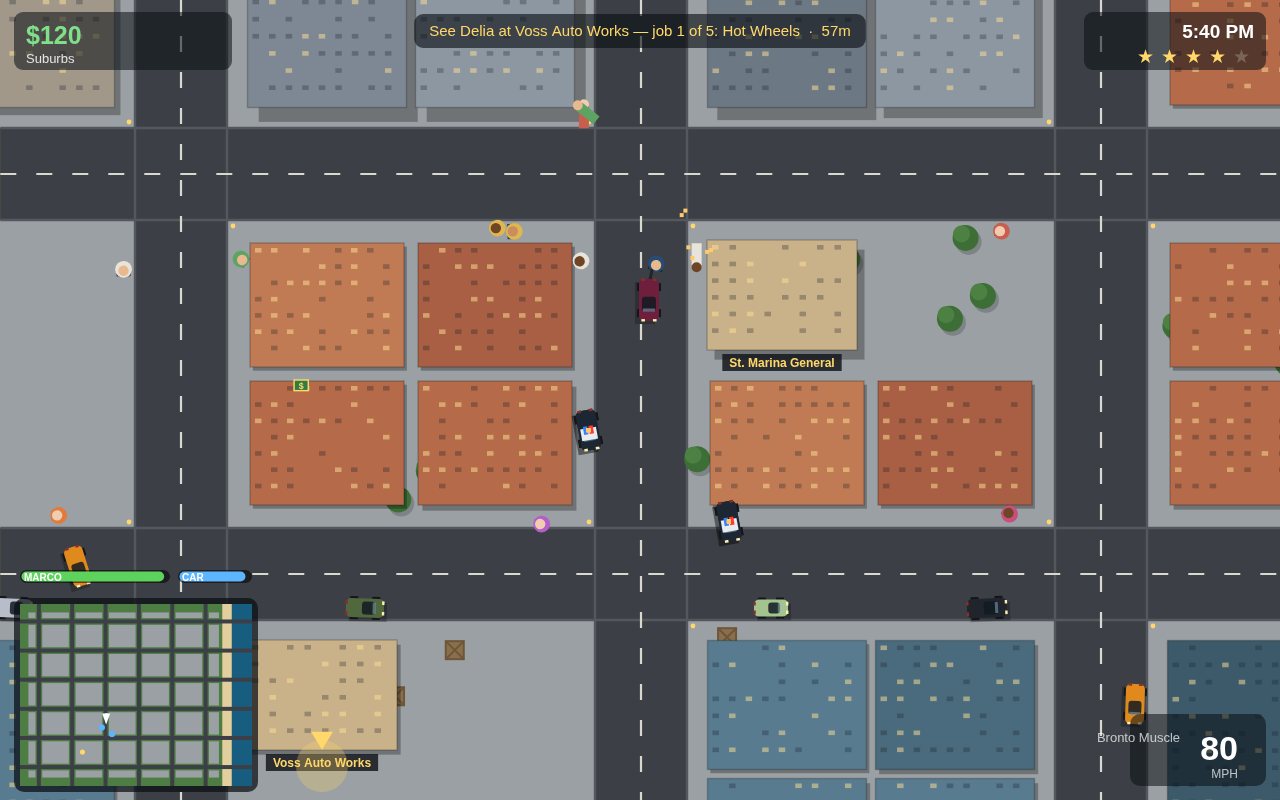 $120
Suburbs
See Delia at Voss Auto Works — job 1 of 5: Hot Wheels · 57m
5:40 PM
St. Marina General
$
MARCO
CAR
Voss Auto Works
Bronto Muscle
80
MPH